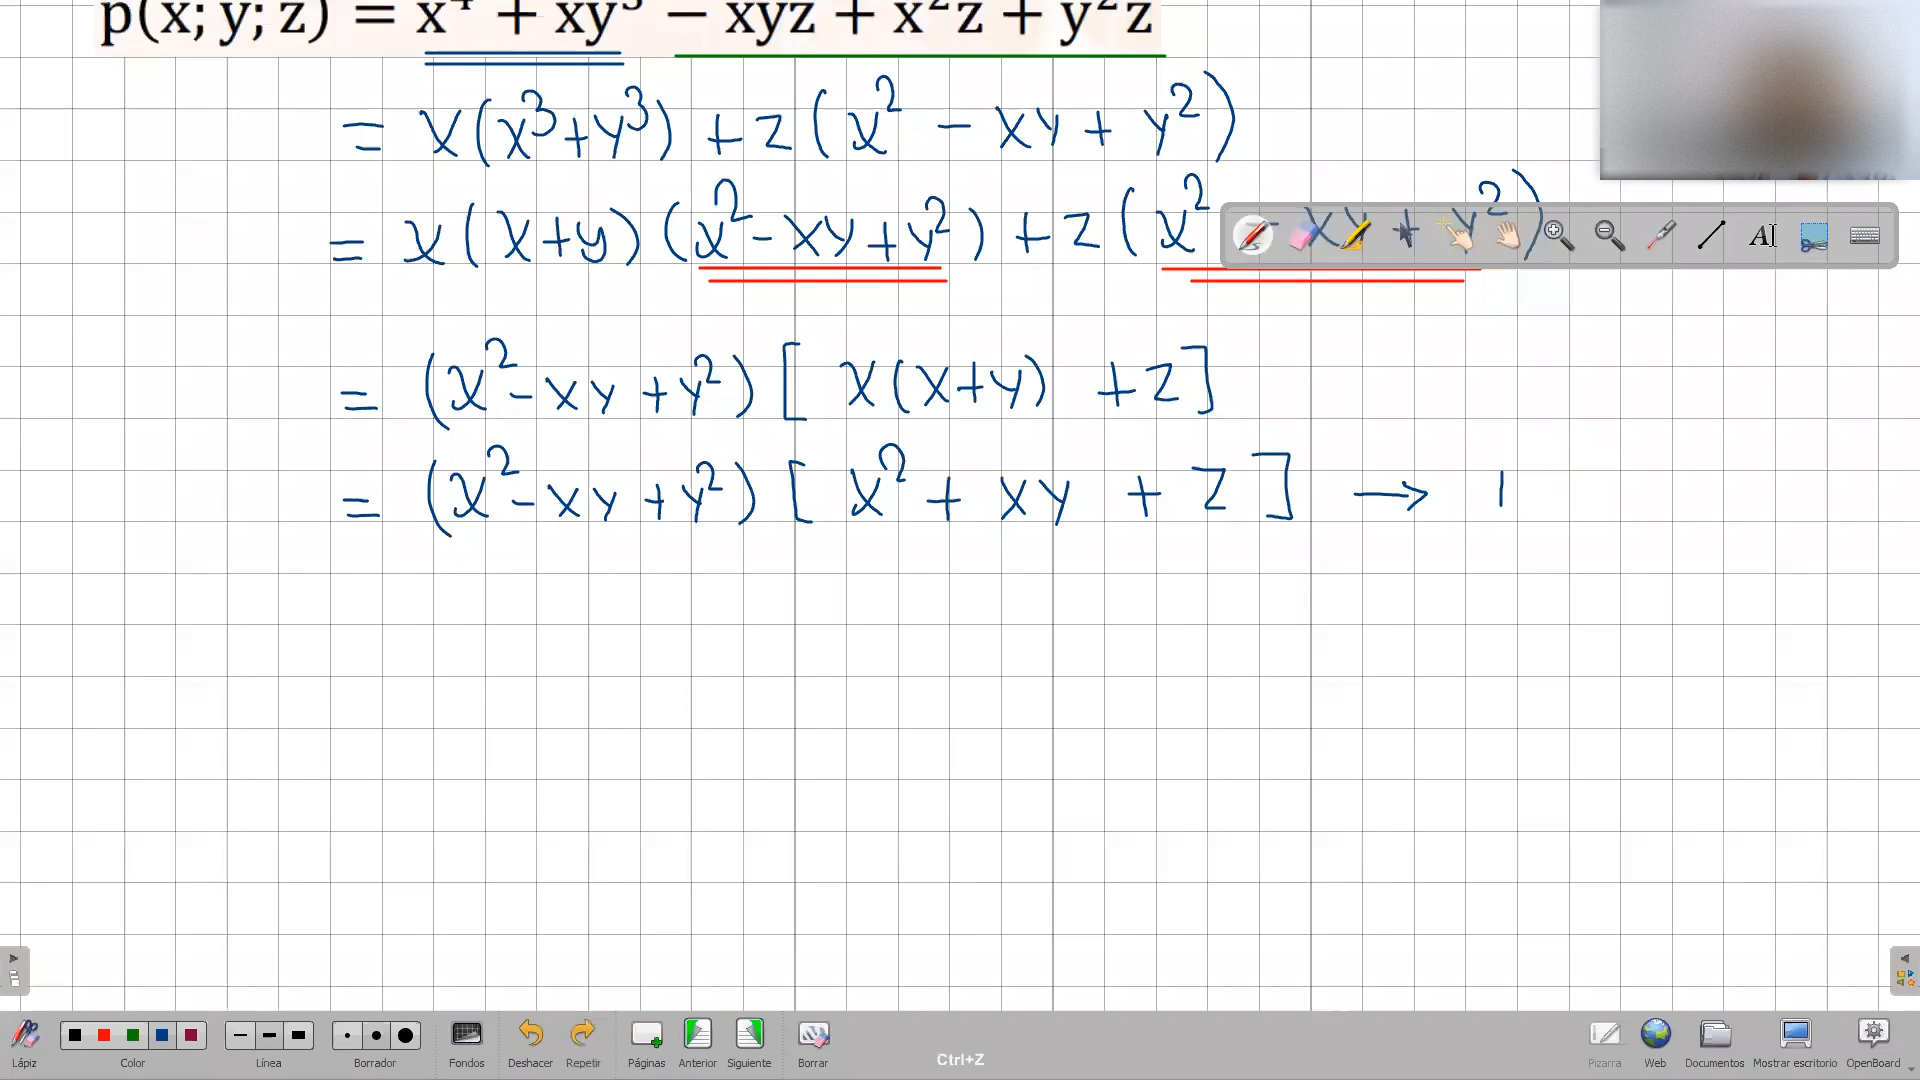 p(x; y; z) = x⁴ + xy³ − xyz + x²z + y²z
= x(x³+y³) + z(x² − xy + y²)
= x(x+y)(x²−xy+y²) + z(x² − xy + y²)
= (x²−xy+y²)[ x(x+y) + z]
= (x²−xy+y²)[ x² + xy + z ] → 1
Lápiz Color Línea Borrador Fondos Deshacer Repetir Páginas Anterior Siguiente Borrar Ctrl+Z Pizarra Web Documentos Mostrar escritorio OpenBoard